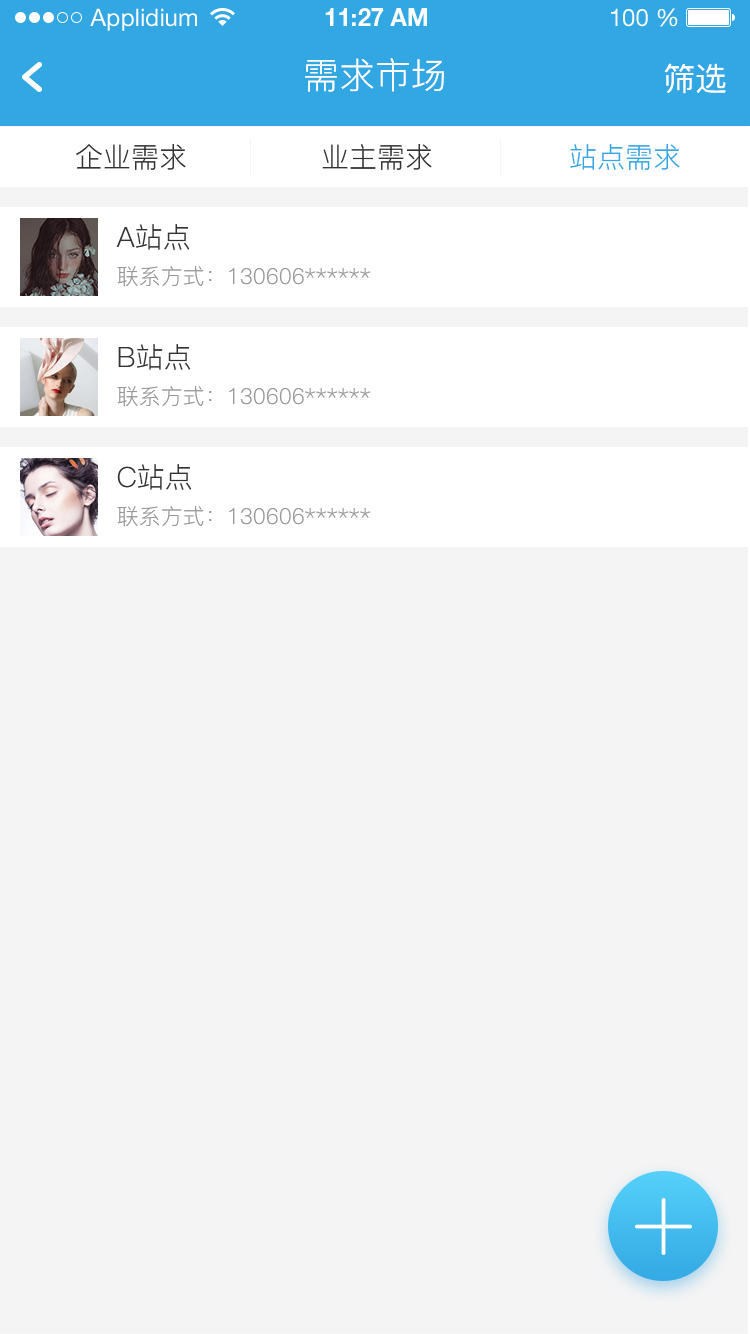 Applidium 11:27 AM 100 %
需求市场 筛选
企业需求 业主需求 站点需求
A站点
联系方式：130606******
B站点
联系方式：130606******
C站点
联系方式：130606******